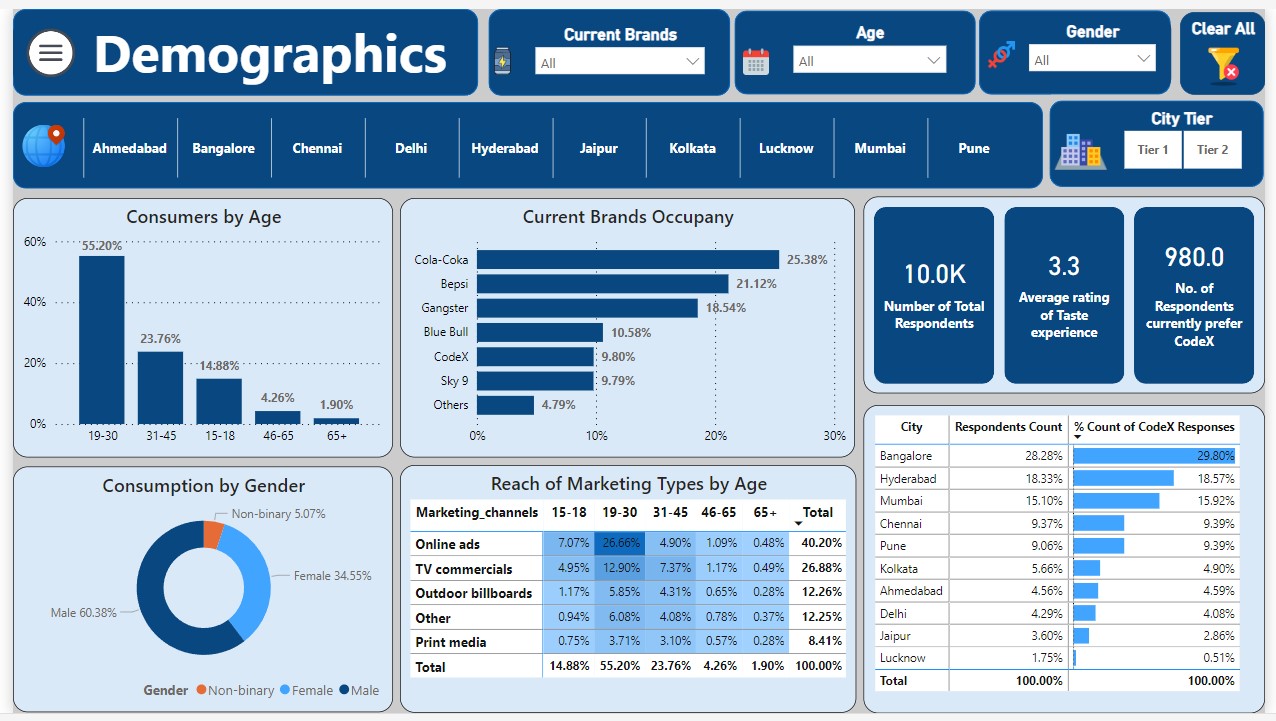 Demographics
Current Brands
All
Age
All
Gender
All
Clear All
Ahmedabad
Bangalore
Chennai
Delhi
Hyderabad
Jaipur
Kolkata
Lucknow
Mumbai
Pune
City Tier
Tier 1
Tier 2
Consumers by Age
60%
40%
20%
0%
55.20%
23.76%
14.88%
4.26%
1.90%
19-30
31-45
15-18
46-65
65+
Current Brands Occupany
Cola-Coka 25.38%
Bepsi 21.12%
Gangster 18.54%
Blue Bull 10.58%
CodeX 9.80%
Sky 9 9.79%
Others 4.79%
0% 10% 20% 30%
10.0K
Number of Total
Respondents
3.3
Average rating
of Taste
experience
980.0
No. of
Respondents
currently prefer
CodeX
Consumption by Gender
Non-binary 5.07%
Female 34.55%
Male 60.38%
Gender Non-binary Female Male
Reach of Marketing Types by Age
Marketing_channels 15-18 19-30 31-45 46-65 65+ Total
Online ads 7.07% 26.66% 4.90% 1.09% 0.48% 40.20%
TV commercials 4.95% 12.90% 7.37% 1.17% 0.49% 26.88%
Outdoor billboards 1.17% 5.85% 4.31% 0.65% 0.28% 12.26%
Other 0.94% 6.08% 4.08% 0.78% 0.37% 12.25%
Print media 0.75% 3.71% 3.10% 0.57% 0.28% 8.41%
Total 14.88% 55.20% 23.76% 4.26% 1.90% 100.00%
City Respondents Count % Count of CodeX Responses
Bangalore 28.28% 29.80%
Hyderabad 18.33% 18.57%
Mumbai 15.10% 15.92%
Chennai 9.37% 9.39%
Pune 9.06% 9.39%
Kolkata 5.66% 4.90%
Ahmedabad 4.56% 4.59%
Delhi 4.29% 4.08%
Jaipur 3.60% 2.86%
Lucknow 1.75% 0.51%
Total 100.00% 100.00%